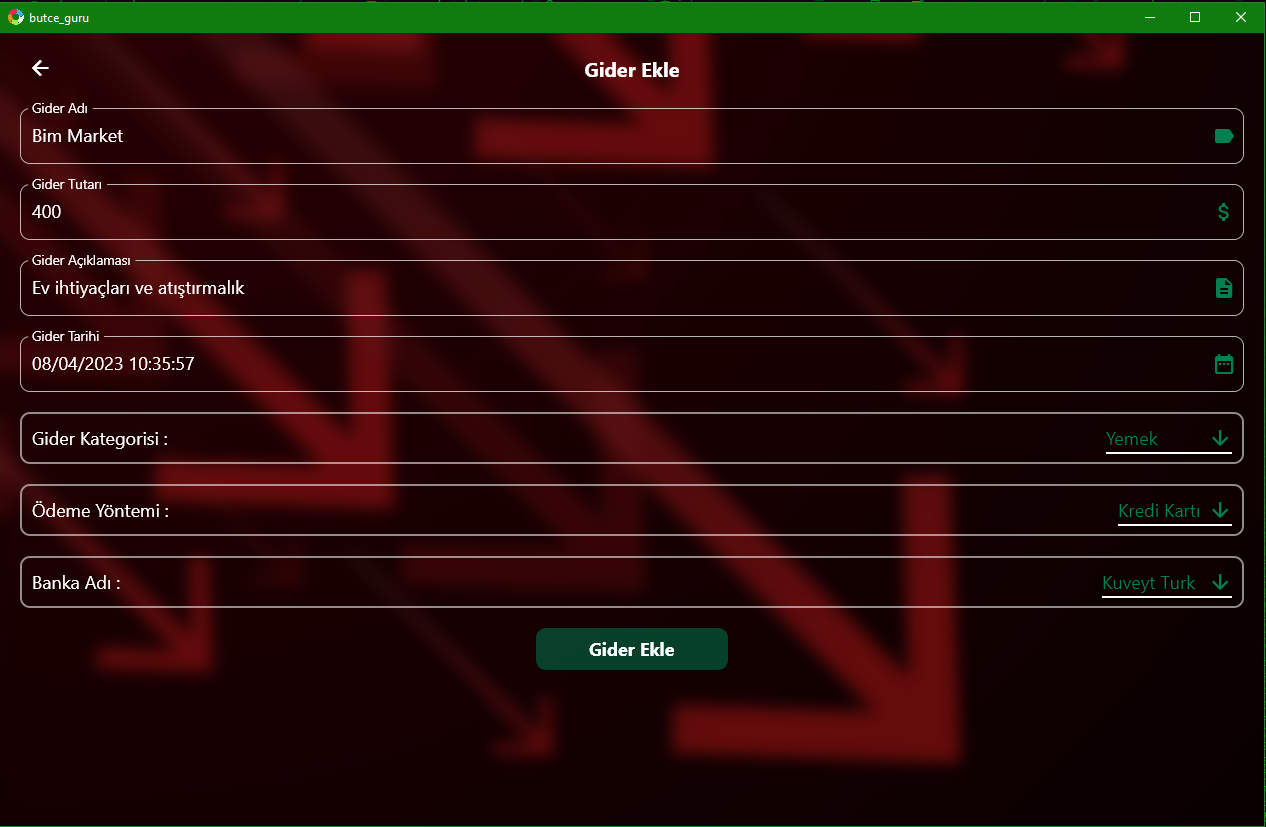 butce_guru
Gider Ekle
Gider Adı
Bim Market
Gider Tutarı
400
Gider Açıklaması
Ev ihtiyaçları ve atıştırmalık
Gider Tarihi
08/04/2023 10:35:57
Gider Kategorisi : Yemek
Ödeme Yöntemi : Kredi Kartı
Banka Adı : Kuveyt Turk
Gider Ekle